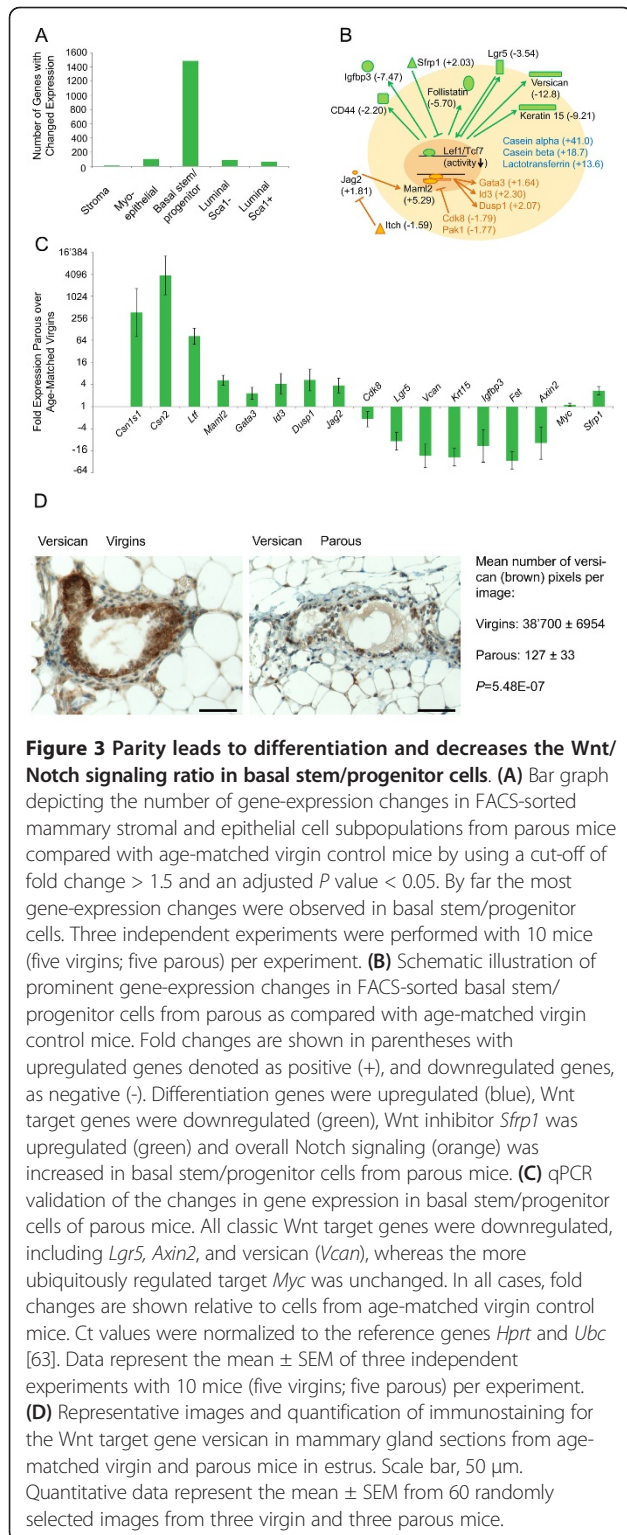 A
Number of Genes with
Changed Expression
1600
1400
1200
1000
800
600
400
200
0
Stroma
Myo-
epithelial
Basal stem/
progenitor
Luminal
Sca1-
Luminal
Sca1+
B
Igfbp3 (-7.47)
Sfrp1 (+2.03)
Lgr5 (-3.54)
Follistatin
(-5.70)
Versican
(-12.8)
CD44 (-2.20)
Keratin 15 (-9.21)
Lef1/Tcf7
(activity↓)
Casein alpha (+41.0)
Casein beta (+18.7)
Lactotransferrin (+13.6)
Jag2
(+1.81)
Maml2
(+5.29)
Gata3 (+1.64)
Id3 (+2.30)
Dusp1 (+2.07)
Cdk8 (-1.79)
Pak1 (-1.77)
Itch (-1.59)
C
Fold Expression Parous over
Age-Matched Virgins
16'384
4096
1024
256
64
16
4
1
-4
-16
-64
Csn1s1
Csn2
Ltf
Maml2
Gata3
Id3
Dusp1
Jag2
Cdk8
Lgr5
Vcan
Krt15
Igfbp3
Fst
Axin2
Myc
Sfrp1
D
Versican Virgins
Versican Parous
Mean number of versi-
can (brown) pixels per
image:
Virgins: 38'700 ± 6954
Parous: 127 ± 33
P=5.48E-07
Figure 3 Parity leads to differentiation and decreases the Wnt/
Notch signaling ratio in basal stem/progenitor cells. (A) Bar graph
depicting the number of gene-expression changes in FACS-sorted
mammary stromal and epithelial cell subpopulations from parous mice
compared with age-matched virgin control mice by using a cut-off of
fold change > 1.5 and an adjusted P value < 0.05. By far the most
gene-expression changes were observed in basal stem/progenitor
cells. Three independent experiments were performed with 10 mice
(five virgins; five parous) per experiment. (B) Schematic illustration of
prominent gene-expression changes in FACS-sorted basal stem/
progenitor cells from parous as compared with age-matched virgin
control mice. Fold changes are shown in parentheses with
upregulated genes denoted as positive (+), and downregulated genes,
as negative (-). Differentiation genes were upregulated (blue), Wnt
target genes were downregulated (green), Wnt inhibitor Sfrp1 was
upregulated (green) and overall Notch signaling (orange) was
increased in basal stem/progenitor cells from parous mice. (C) qPCR
validation of the changes in gene expression in basal stem/progenitor
cells of parous mice. All classic Wnt target genes were downregulated,
including Lgr5, Axin2, and versican (Vcan), whereas the more
ubiquitously regulated target Myc was unchanged. In all cases, fold
changes are shown relative to cells from age-matched virgin control
mice. Ct values were normalized to the reference genes Hprt and Ubc
[63]. Data represent the mean ± SEM of three independent
experiments with 10 mice (five virgins; five parous) per experiment.
(D) Representative images and quantification of immunostaining for
the Wnt target gene versican in mammary gland sections from age-
matched virgin and parous mice in estrus. Scale bar, 50 μm.
Quantitative data represent the mean ± SEM from 60 randomly
selected images from three virgin and three parous mice.